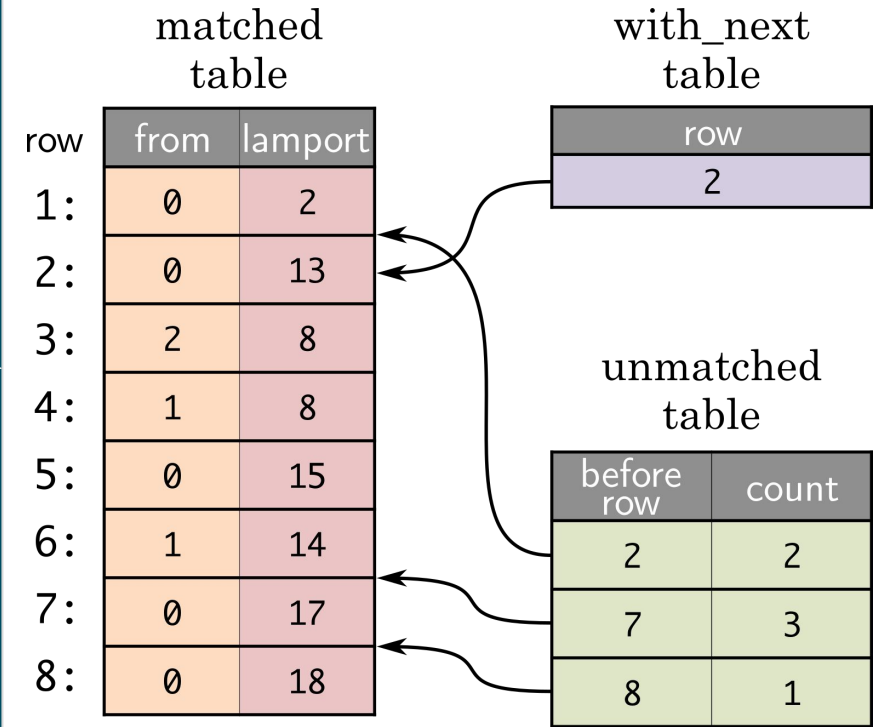 matched
table
row from lamport
1: 0 2
2: 0 13
3: 2 8
4: 1 8
5: 0 15
6: 1 14
7: 0 17
8: 0 18
with_next
table
row
2
unmatched
table
before
row count
2 2
7 3
8 1